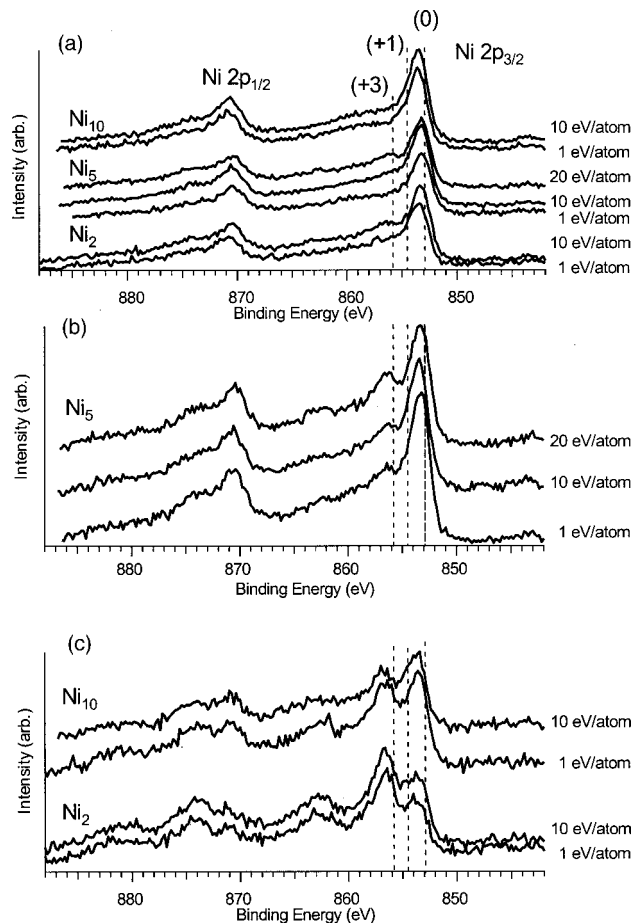 (0)
(a)
(+1)
Ni 2p3/2
Ni 2p1/2
(+3)
Ni10
10 eV/atom
1 eV/atom
Ni5
20 eV/atom
10 eV/atom
1 eV/atom
Ni2
10 eV/atom
1 eV/atom
Intensity (arb.)
880 870 860 850
Binding Energy (eV)
(b)
Ni5
20 eV/atom
10 eV/atom
1 eV/atom
Intensity (arb.)
880 870 860 850
Binding Energy (eV)
(c)
Ni10
10 eV/atom
1 eV/atom
Ni2
10 eV/atom
1 eV/atom
Intensity (arb.)
880 870 860 850
Binding Energy (eV)